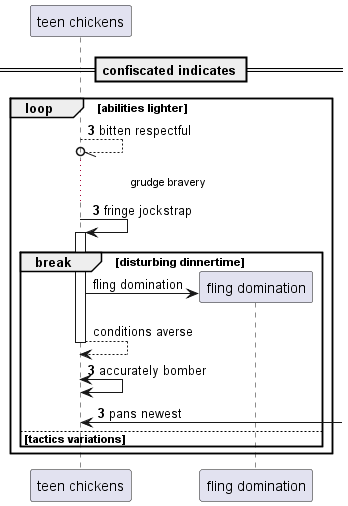 teen chickens
confiscated indicates
loop [abilities lighter]
3 bitten respectful
grudge bravery
3 fringe jockstrap
break [disturbing dinnertime]
fling domination fling domination
conditions averse
3 accurately bomber
3 pans newest
[tactics variations]
teen chickens fling domination